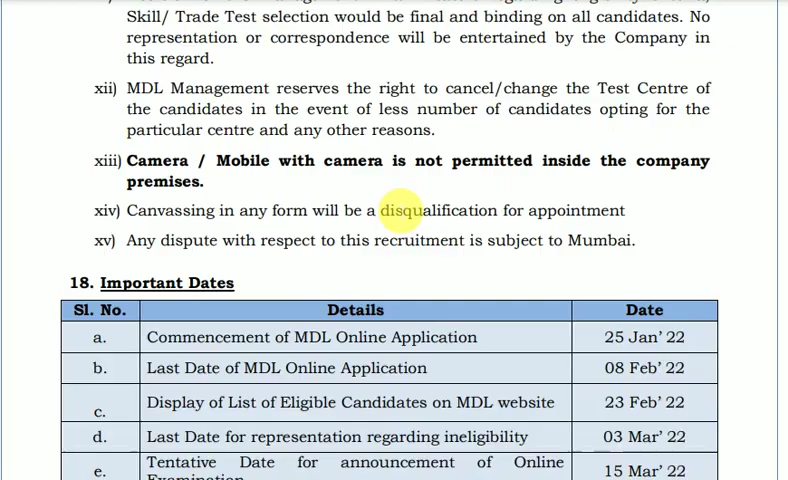 Skill/ Trade Test selection would be final and binding on all candidates. No
representation or correspondence will be entertained by the Company in
this regard.
xii) MDL Management reserves the right to cancel/change the Test Centre of
the candidates in the event of less number of candidates opting for the
particular centre and any other reasons.
xiii) Camera / Mobile with camera is not permitted inside the company
premises.
xiv) Canvassing in any form will be a disqualification for appointment
xv) Any dispute with respect to this recruitment is subject to Mumbai.
18. Important Dates
Sl. No. Details Date
a. Commencement of MDL Online Application 25 Jan' 22
b. Last Date of MDL Online Application 08 Feb' 22
c. Display of List of Eligible Candidates on MDL website 23 Feb' 22
d. Last Date for representation regarding ineligibility 03 Mar' 22
e. Tentative Date for announcement of Online 15 Mar' 22
Examination